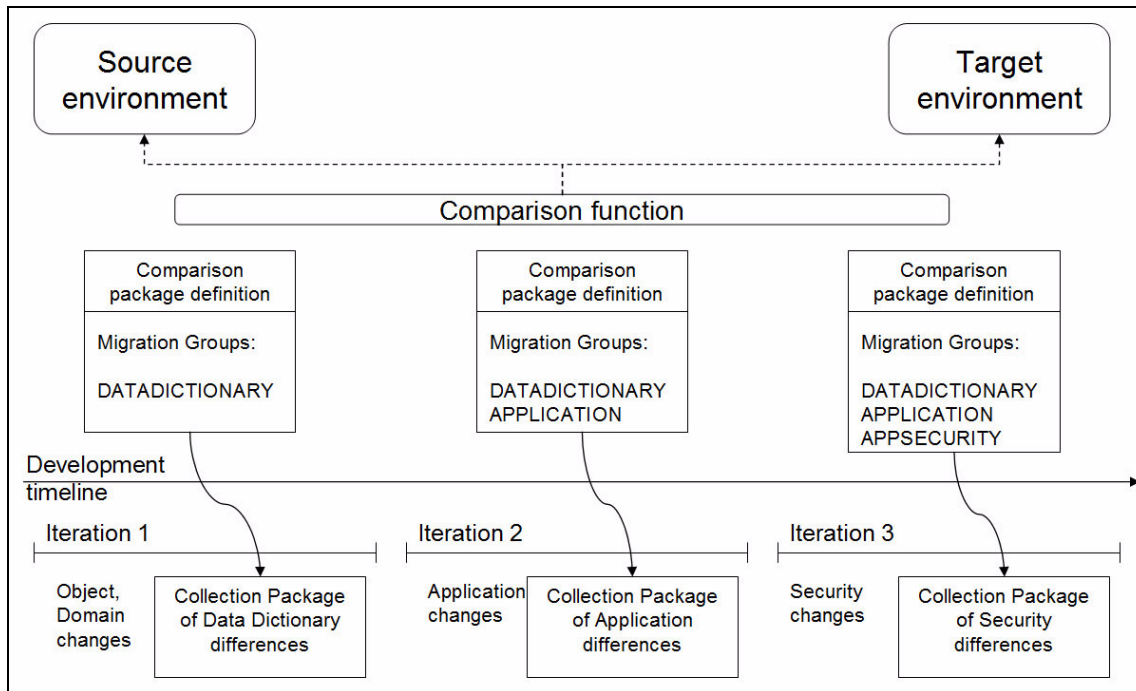 Source
environment
Target
environment
Comparison function
Comparison
package definition
Migration Groups:
DATADICTIONARY
Comparison
package definition
Migration Groups:
DATADICTIONARY
APPLICATION
Comparison
package definition
Migration Groups:
DATADICTIONARY
APPLICATION
APPSECURITY
Development
timeline
Iteration 1
Object,
Domain
changes
Collection Package
of Data Dictionary
differences
Iteration 2
Application
changes
Collection Package
of Application
differences
Iteration 3
Security
changes
Collection Package
of Security
differences